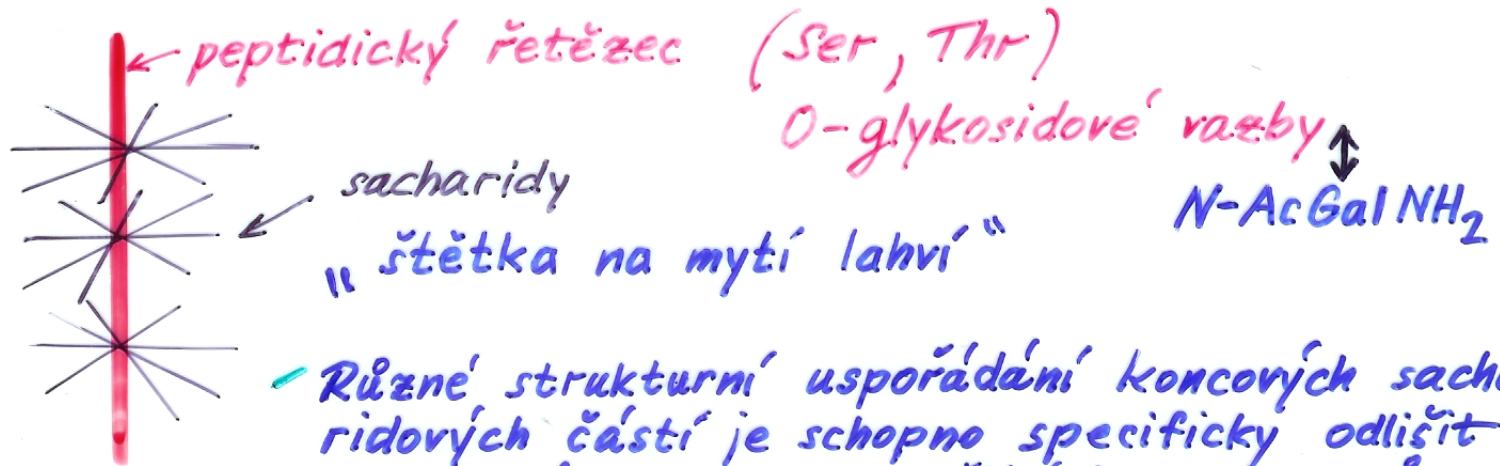 peptidický řetězec (Ser, Thr)
O-glykosidové vazby
sacharidy
N-AcGalNH2
„štětka na mytí lahví“
Různé strukturní uspořádání koncových sach
ridových částí je schopno specificky odlišit